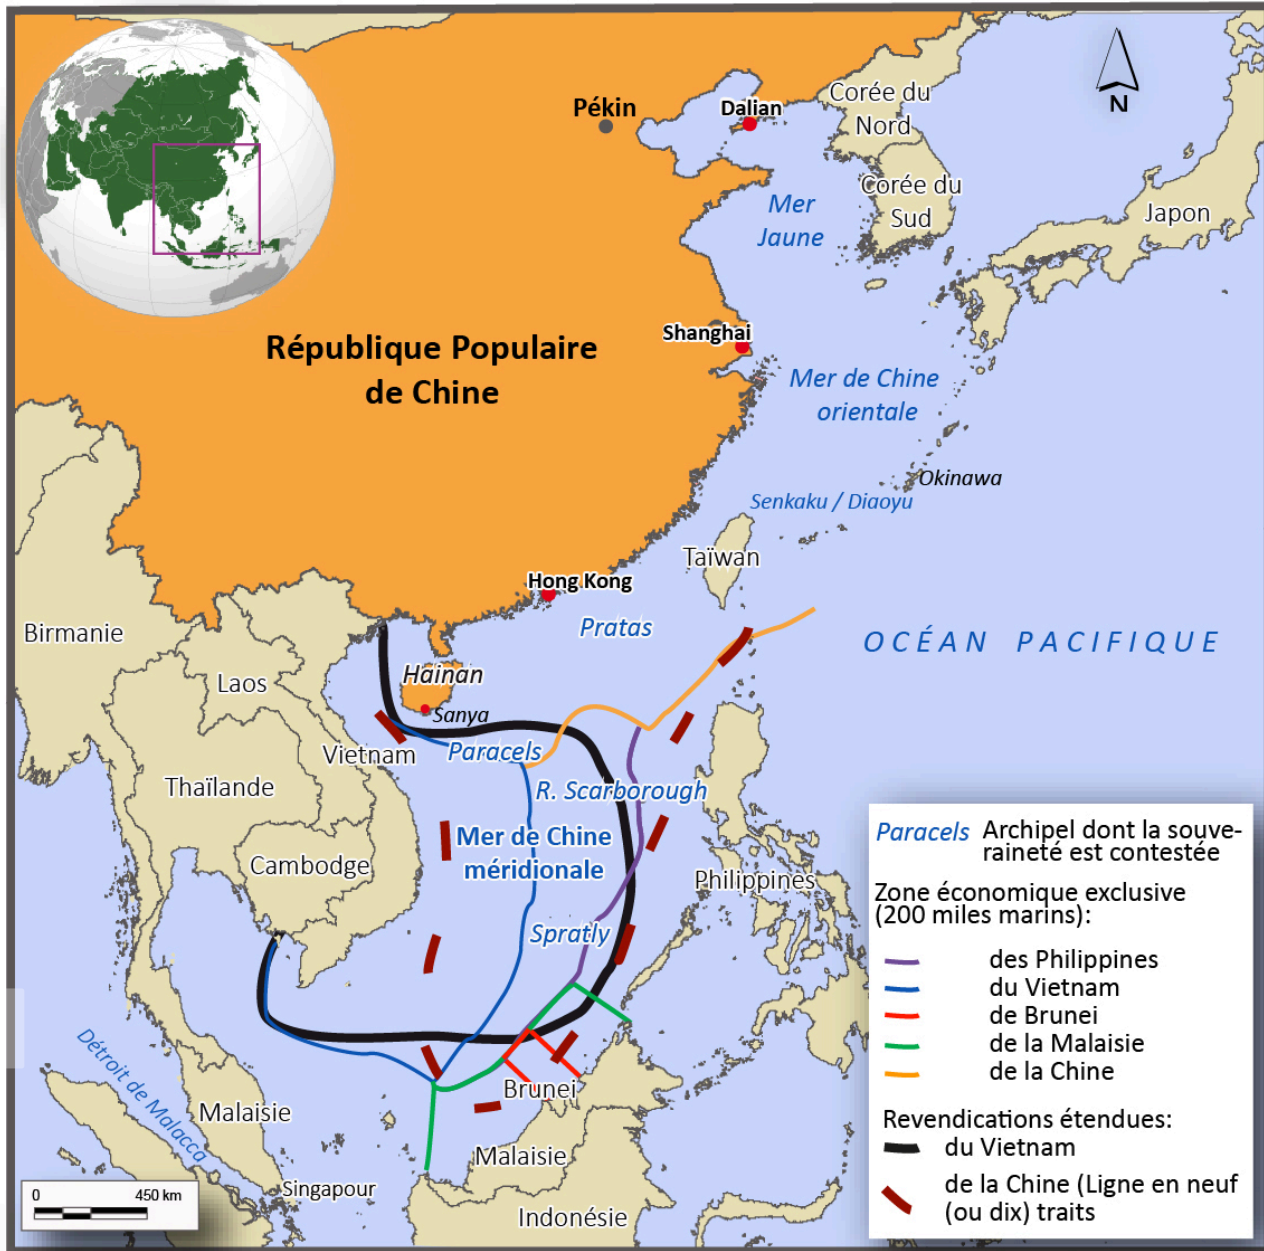 Pékin
Dalian
Corée du
Nord
N
Mer
Jaune
Corée du
Sud
Japon
République Populaire
de Chine
Shanghai
Mer de Chine
orientale
Okinawa
Senkaku / Diaoyu
Taïwan
Hong Kong
Pratas
Birmanie
OCÉAN PACIFIQUE
Laos
Hainan
Sanya
Vietnam
Paracels
Thaïlande
R. Scarborough
Mer de Chine
méridionale
Cambodge
Philippines
Spratly
Détroit de Malacca
Brunei
Malaisie
Malaisie
Singapour
Indonésie
0 450 km
Paracels Archipel dont la souve-
raineté est contestée
Zone économique exclusive
(200 miles marins):
des Philippines
du Vietnam
de Brunei
de la Malaisie
de la Chine
Revendications étendues:
du Vietnam
de la Chine (Ligne en neuf
(ou dix) traits